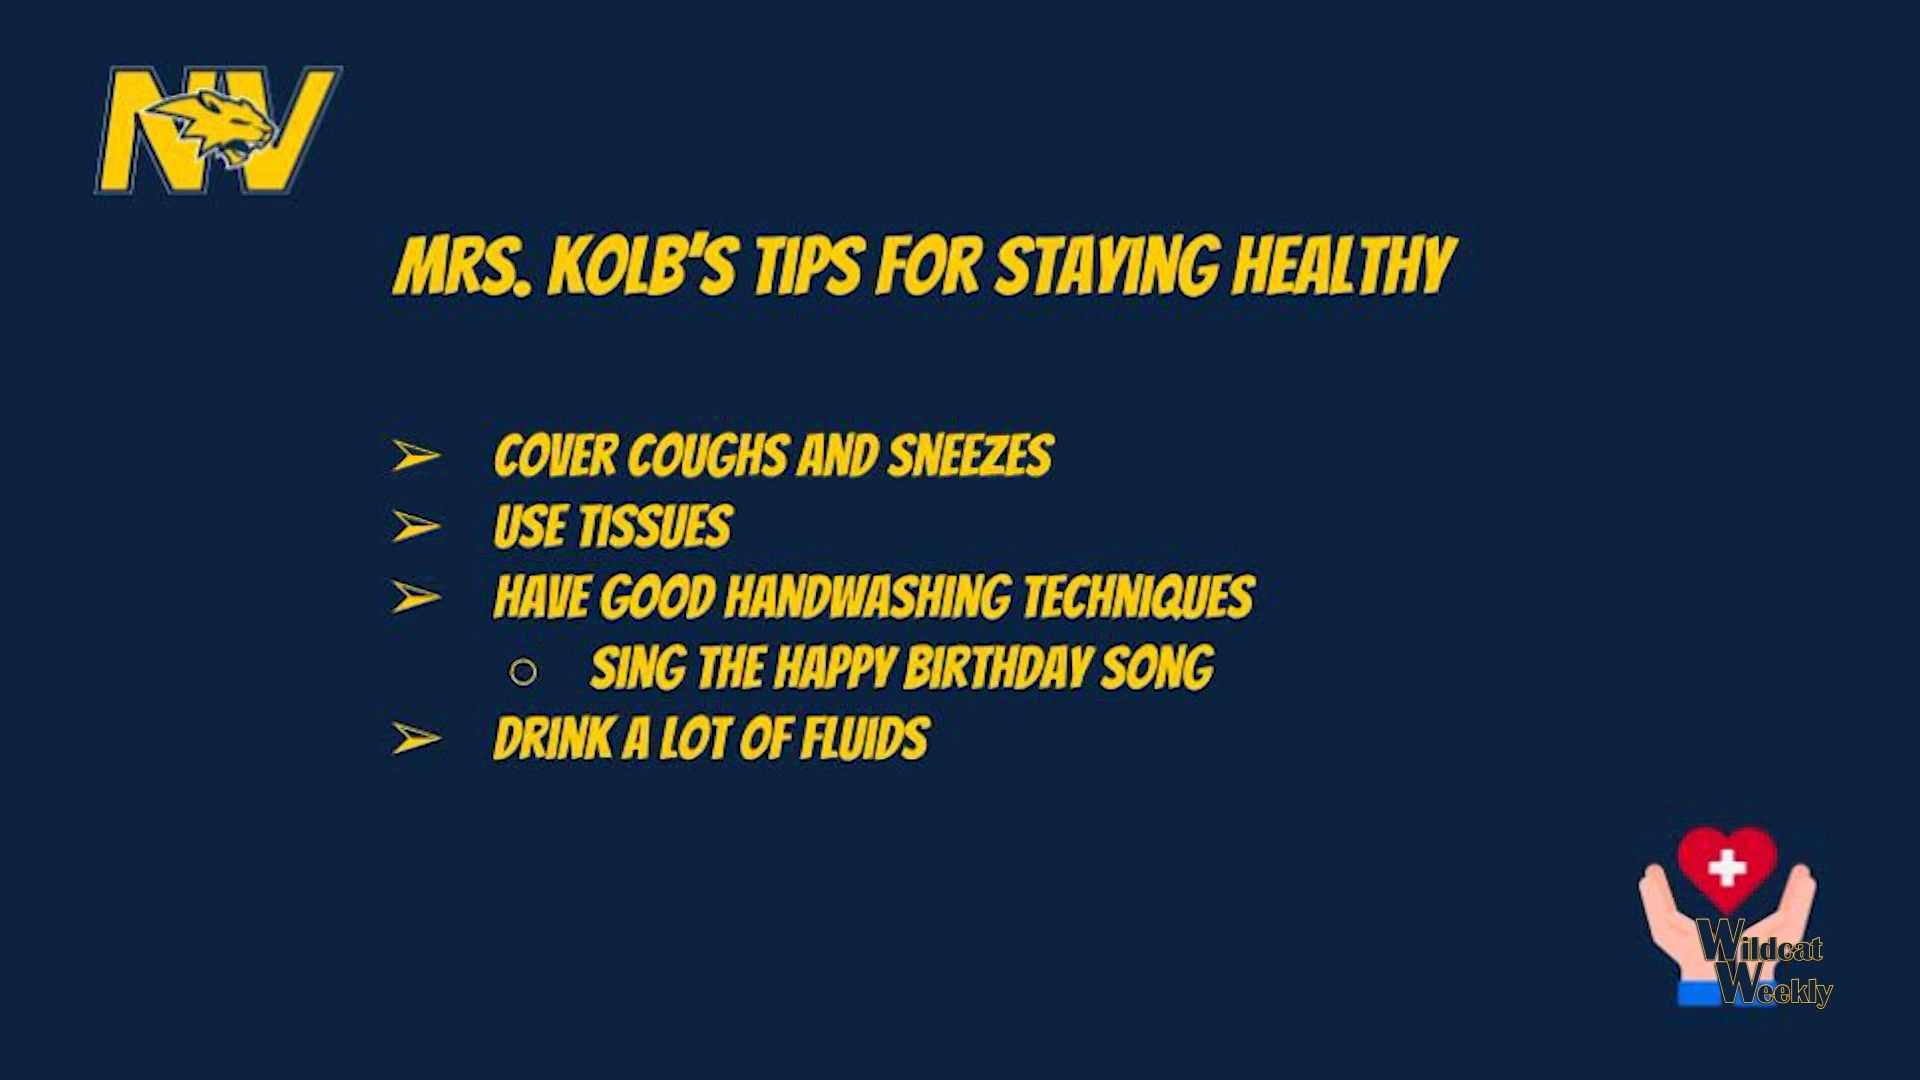 NV
MRS. KOLB'S TIPS FOR STAYING HEALTHY
➢ COVER COUGHS AND SNEEZES
➢ USE TISSUES
➢ HAVE GOOD HANDWASHING TECHNIQUES
○ SING THE HAPPY BIRTHDAY SONG
➢ DRINK A LOT OF FLUIDS
Wildcat
Weekly